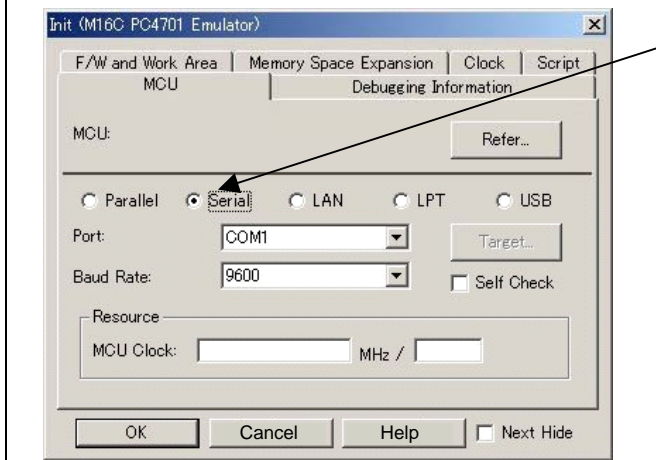 Init (M16C PC4701 Emulator)
F/W and Work Area Memory Space Expansion Clock Script
MCU Debugging Information
MCU: Refer...
Parallel Serial LAN LPT USB
Port: COM1 Target...
Baud Rate: 9600 Self Check
Resource
MCU Clock: MHz /
OK Cancel Help Next Hide